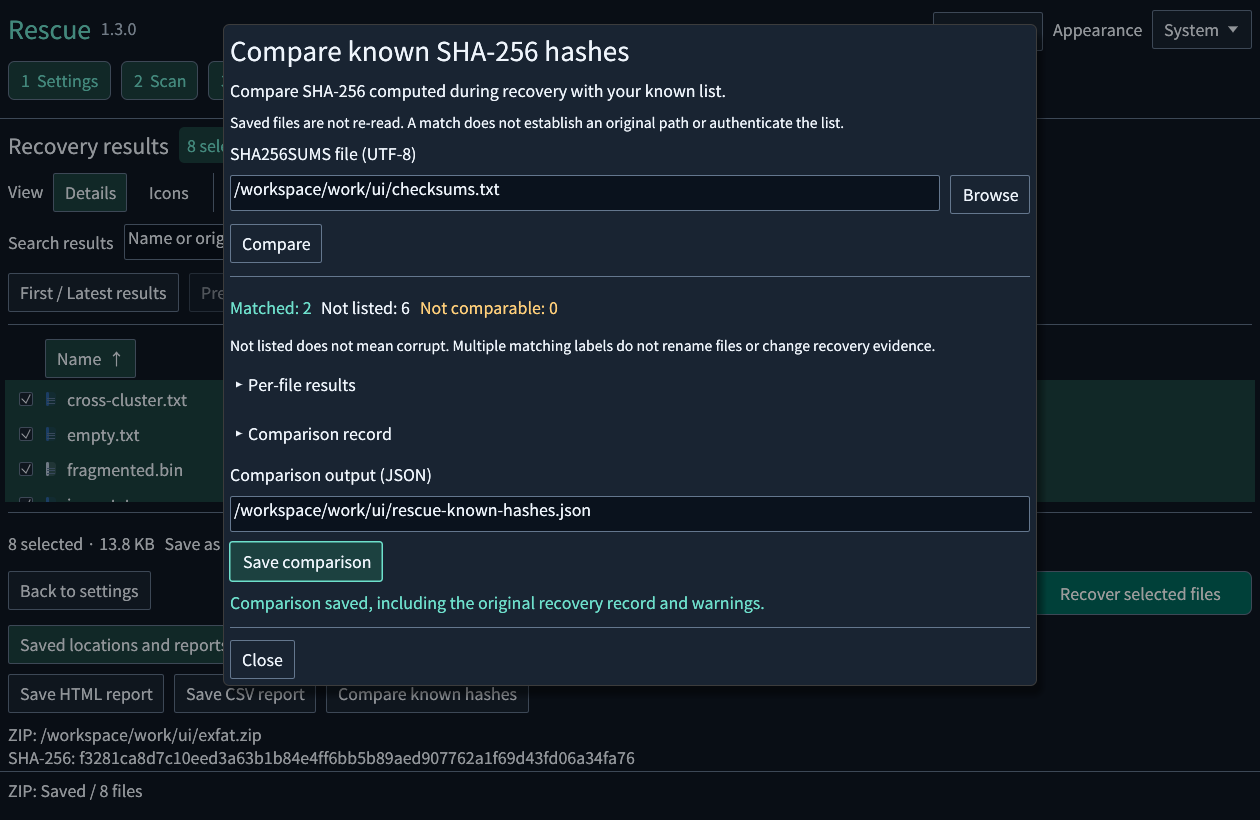 Rescue 1.3.0
Appearance System
1 Settings 2 Scan
Recovery results
View Details Icons
Search results Name or orig
First / Latest results Pre
Name ↑
cross-cluster.txt
empty.txt
fragmented.bin
8 selected · 13.8 KB Save as
Back to settings
Recover selected files
Saved locations and reports
Save HTML report Save CSV report Compare known hashes
ZIP: /workspace/work/ui/exfat.zip
SHA-256: f3281ca8d7c10eed3a63b1b84e4ff6bb5b89aed907762a1f69d43fd06a34fa76
ZIP: Saved / 8 files
Compare known SHA-256 hashes
Compare SHA-256 computed during recovery with your known list.
Saved files are not re-read. A match does not establish an original path or authenticate the list.
SHA256SUMS file (UTF-8)
/workspace/work/ui/checksums.txt Browse
Compare
Matched: 2 Not listed: 6 Not comparable: 0
Not listed does not mean corrupt. Multiple matching labels do not rename files or change recovery evidence.
Per-file results
Comparison record
Comparison output (JSON)
/workspace/work/ui/rescue-known-hashes.json
Save comparison
Comparison saved, including the original recovery record and warnings.
Close